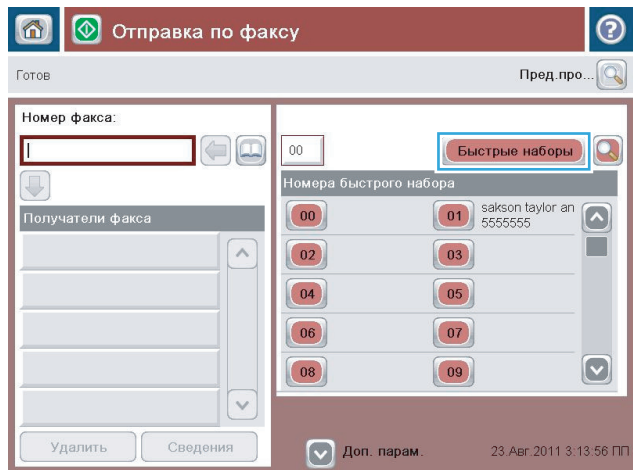 Отправка по факсу
?
Готов
Пред.про...
Номер факса:
00
Быстрые наборы
Номера быстрого набора
Получатели факса
00
01
sakson taylor an
5555555
02
03
04
05
06
07
08
09
Удалить
Сведения
Доп. парам.
23.Авг.2011 3:13:56 ПП